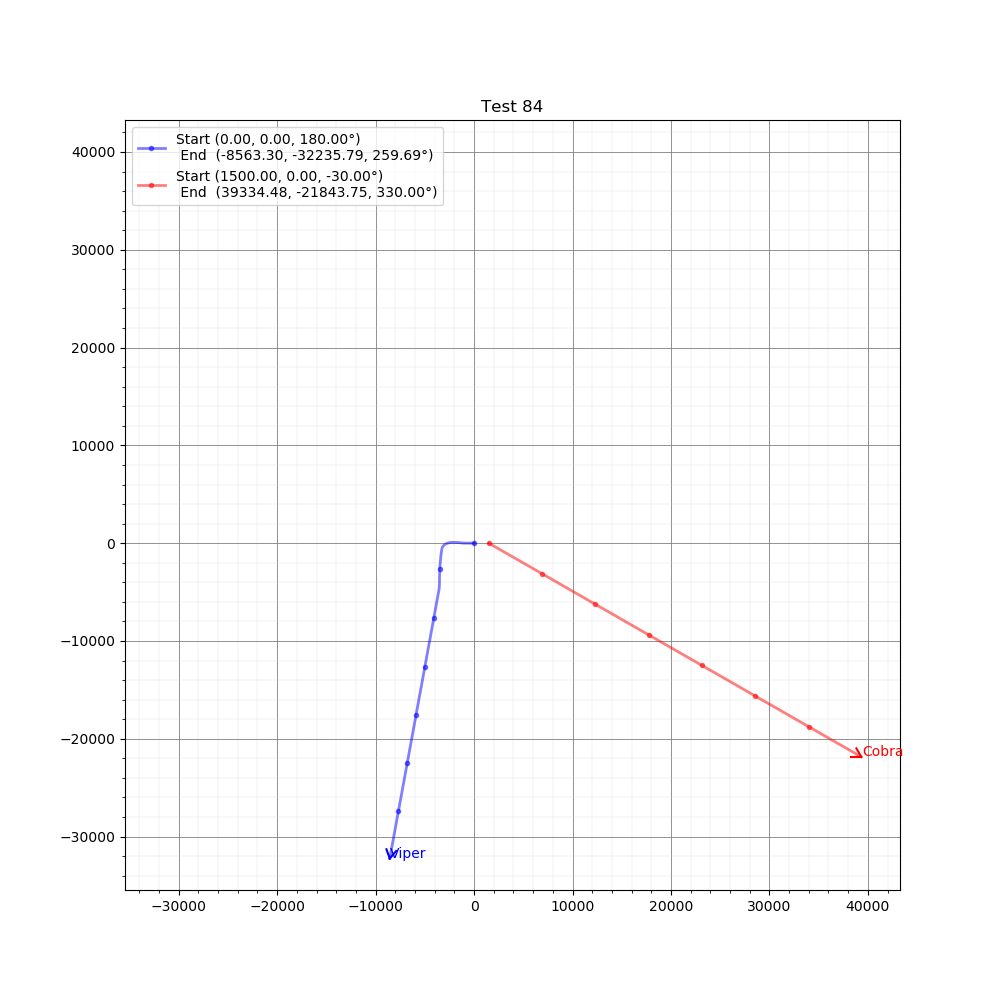 Test 84
Start (0.00, 0.00, 180.00°)
End  (-8563.30, -32235.79, 259.69°)
Start (1500.00, 0.00, -30.00°)
End  (39334.48, -21843.75, 330.00°)
40000
30000
20000
10000
0
−10000
−20000
−30000
Cobra
Viper
−30000 −20000 −10000 0 10000 20000 30000 40000